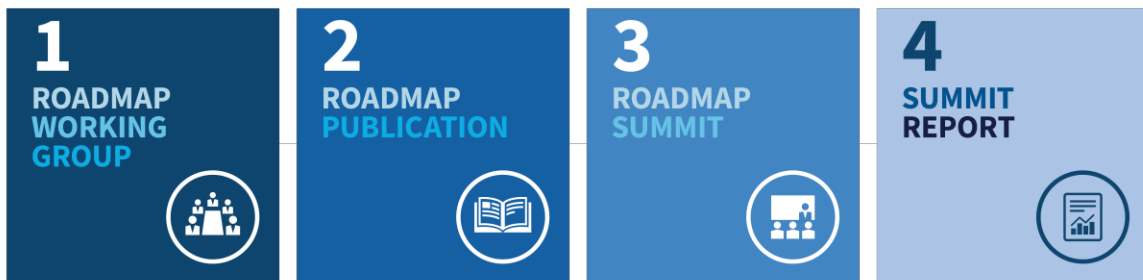 1
ROADMAP
WORKING
GROUP
2
ROADMAP
PUBLICATION
3
ROADMAP
SUMMIT
4
SUMMIT
REPORT